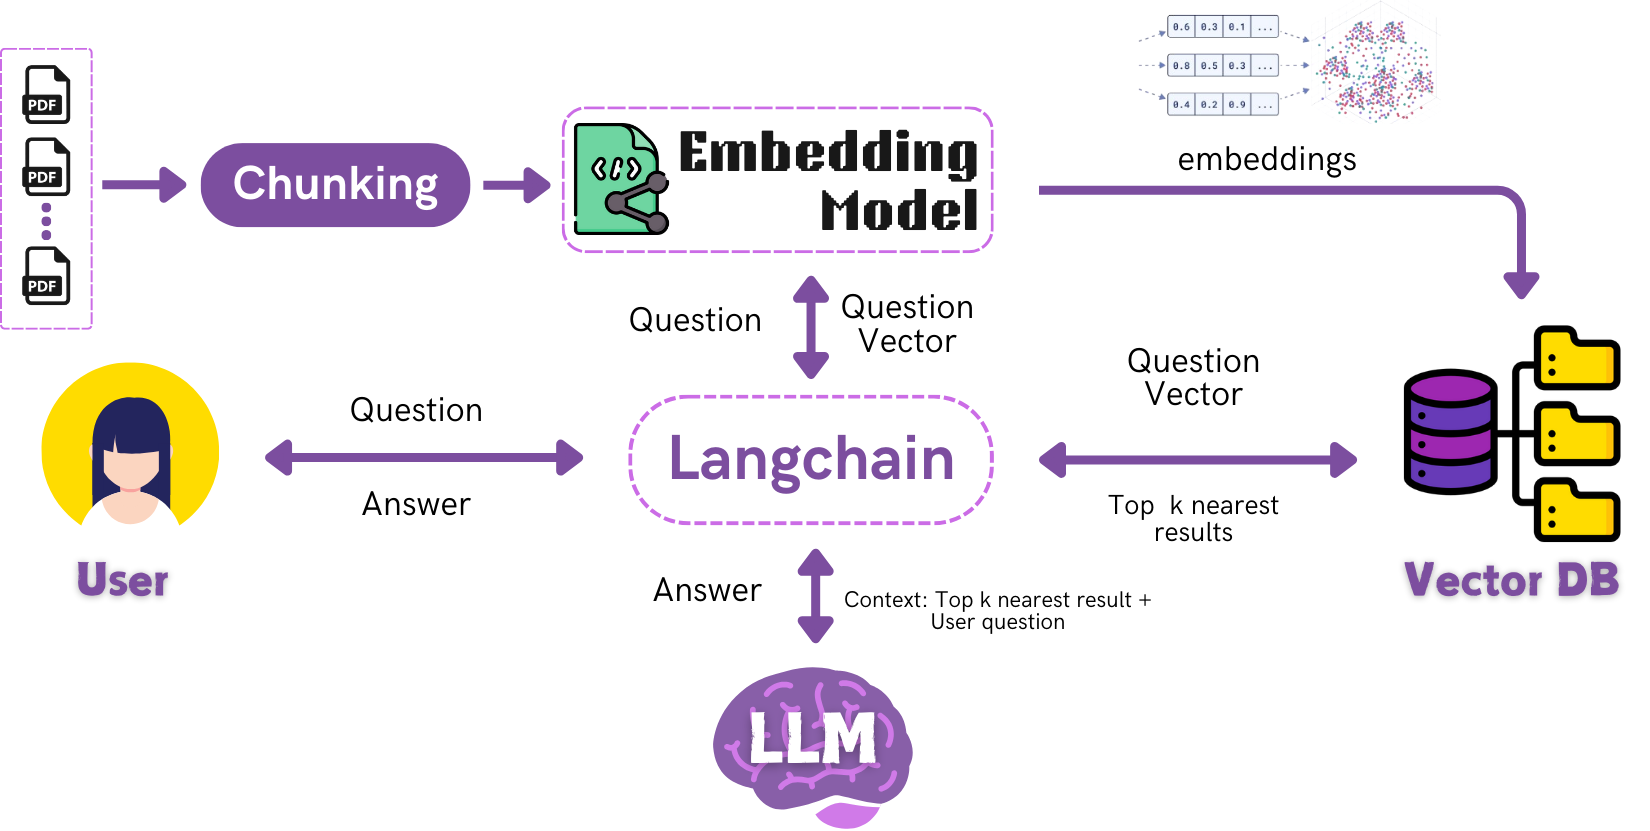 0.6 0.3 0.1 ...
0.8 0.5 0.3 ...
0.4 0.2 0.9 ...
embeddings
PDF
PDF
PDF
Chunking
Embedding
Model
Question
Question
Vector
Question
Answer
Langchain
Question
Vector
Top k nearest
results
User
Vector DB
Answer
Context: Top k nearest result +
User question
LLM